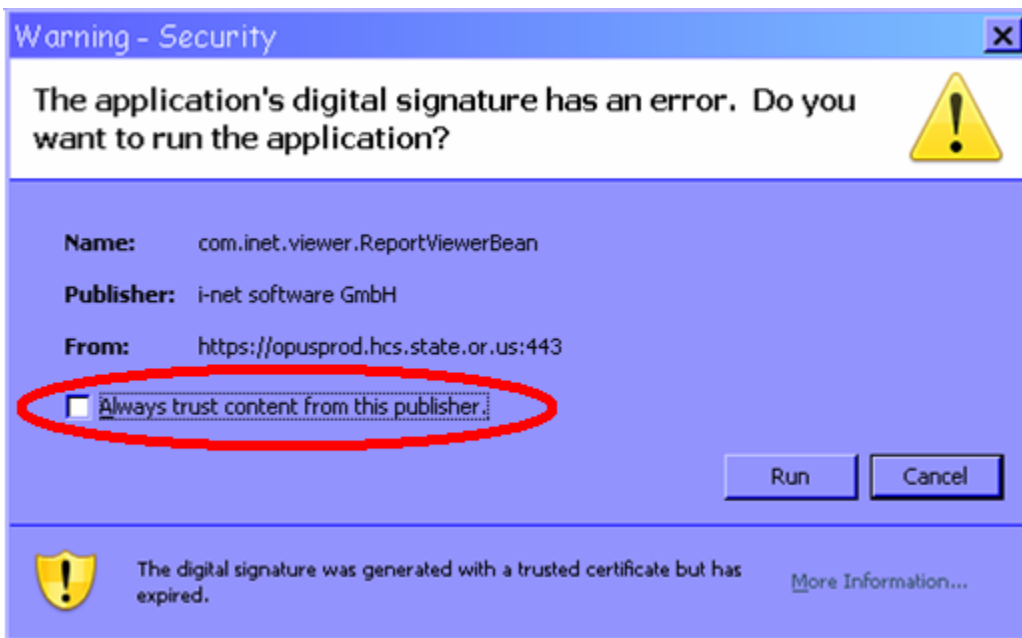 Warning - Security
The application's digital signature has an error. Do you
want to run the application?
Name: com.inet.viewer.ReportViewerBean
Publisher: i-net software GmbH
From: https://opusprod.hcs.state.or.us:443
Always trust content from this publisher.
Run Cancel
The digital signature was generated with a trusted certificate but has
expired.
More Information...